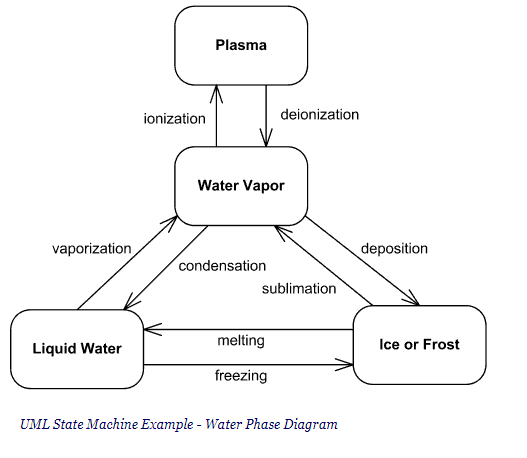 Plasma
ionization
deionization
Water Vapor
vaporization
condensation
deposition
sublimation
Liquid Water
melting
Ice or Frost
freezing
UML State Machine Example - Water Phase Diagram